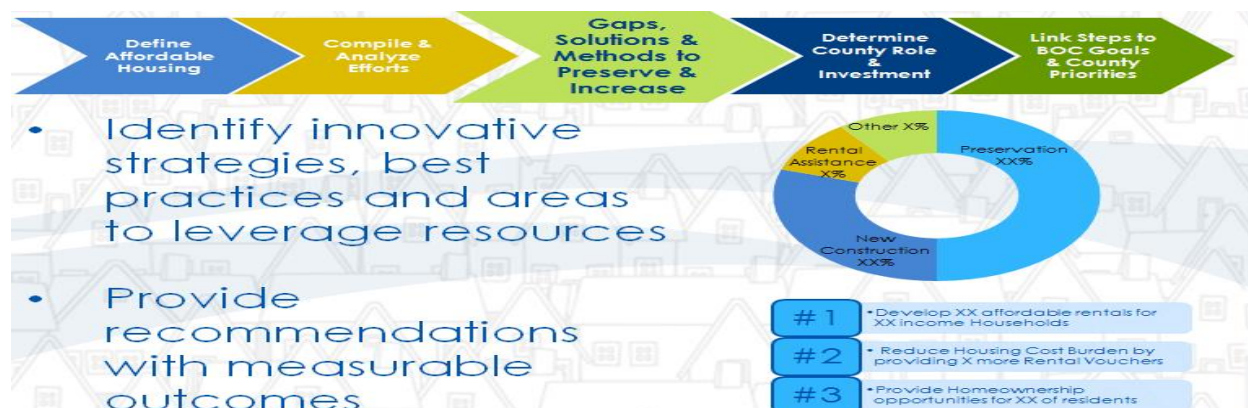 Define
Affordable
Housing
Compile &
Analyze
Efforts
Gaps,
Solutions &
Methods to
Preserve &
Increase
Determine
County Role
&
Investment
Link Steps to
BOC Goals
& County
Priorities
• Identify innovative
strategies, best
practices and areas
to leverage resources
• Provide
recommendations
with measurable
outcomes
Other X%
Rental
Assistance
X%
Preservation
XX%
New
Construction
XX%
#1
•Develop XX affordable rentals for
XX income Households
#2
• Reduce Housing Cost Burden by
providing X more Rental Vouchers
#3
•Provide Homeownership
opportunities for XX of residents